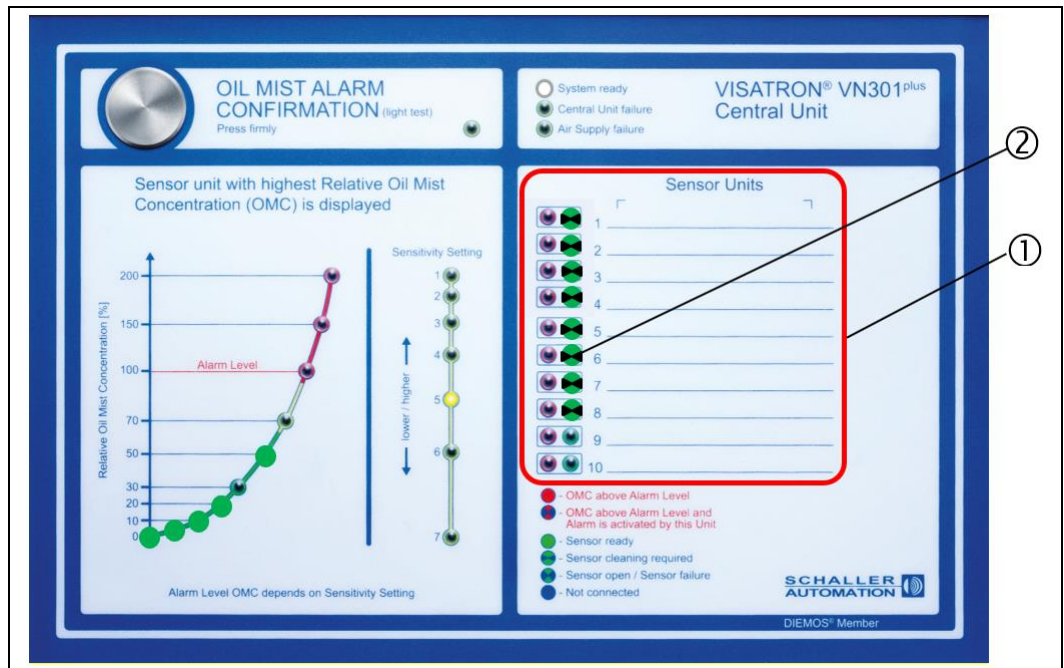 OIL MIST ALARM
CONFIRMATION (light test)
Press firmly
System ready
Central Unit failure
Air Supply failure
VISATRON® VN301plus
Central Unit
Sensor unit with highest Relative Oil Mist
Concentration (OMC) is displayed
Relative Oil Mist Concentration [%]
200
150
100
70
50
30
20
10
0
Alarm Level
Sensitivity Setting
1
2
3
4
5
6
7
lower / higher
Alarm Level OMC depends on Sensitivity Setting
Sensor Units
1
2
3
4
5
6
7
8
9
10
- OMC above Alarm Level
- OMC above Alarm Level and
Alarm is activated by this Unit
- Sensor ready
- Sensor cleaning required
- Sensor open / Sensor failure
- Not connected
SCHALLER
AUTOMATION
DIEMOS® Member
②
①